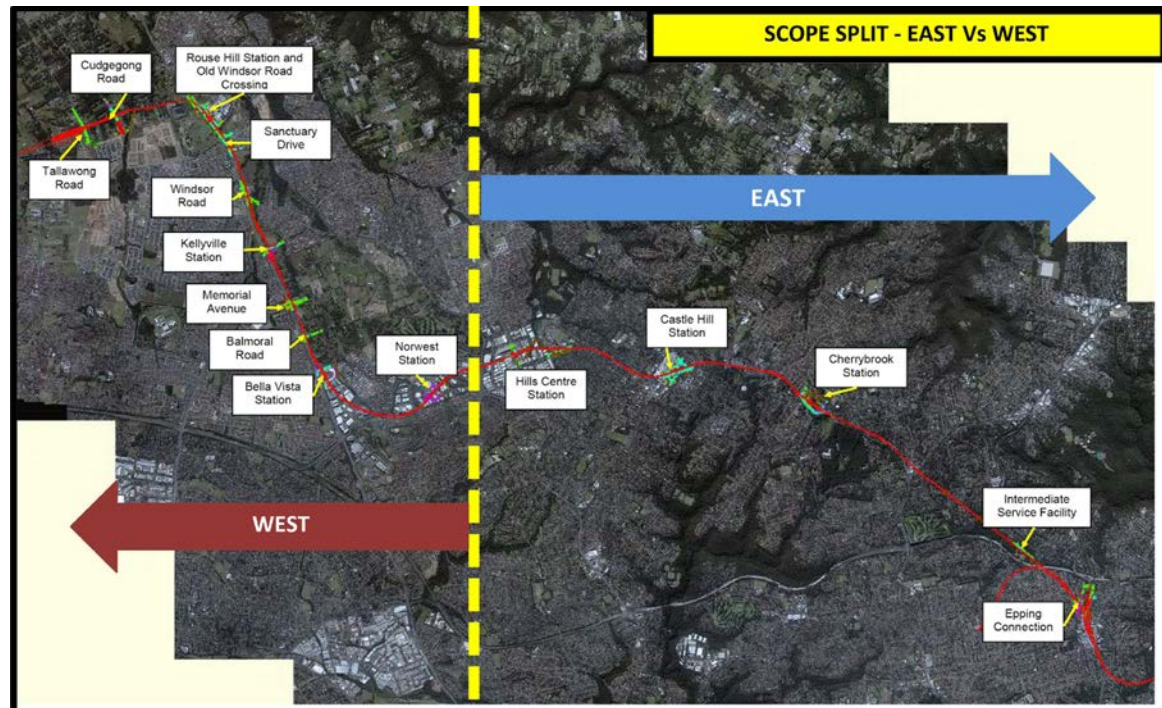 SCOPE SPLIT - EAST Vs WEST
Cudgegong
Road
Rouse Hill Station and
Old Windsor Road
Crossing
Tallawong
Road
Sanctuary
Drive
Windsor
Road
EAST
Kellyville
Station
Memorial
Avenue
Balmoral
Road
Bella Vista
Station
Norwest
Station
Hills Centre
Station
Castle Hill
Station
Cherrybrook
Station
WEST
Intermediate
Service Facility
Epping
Connection